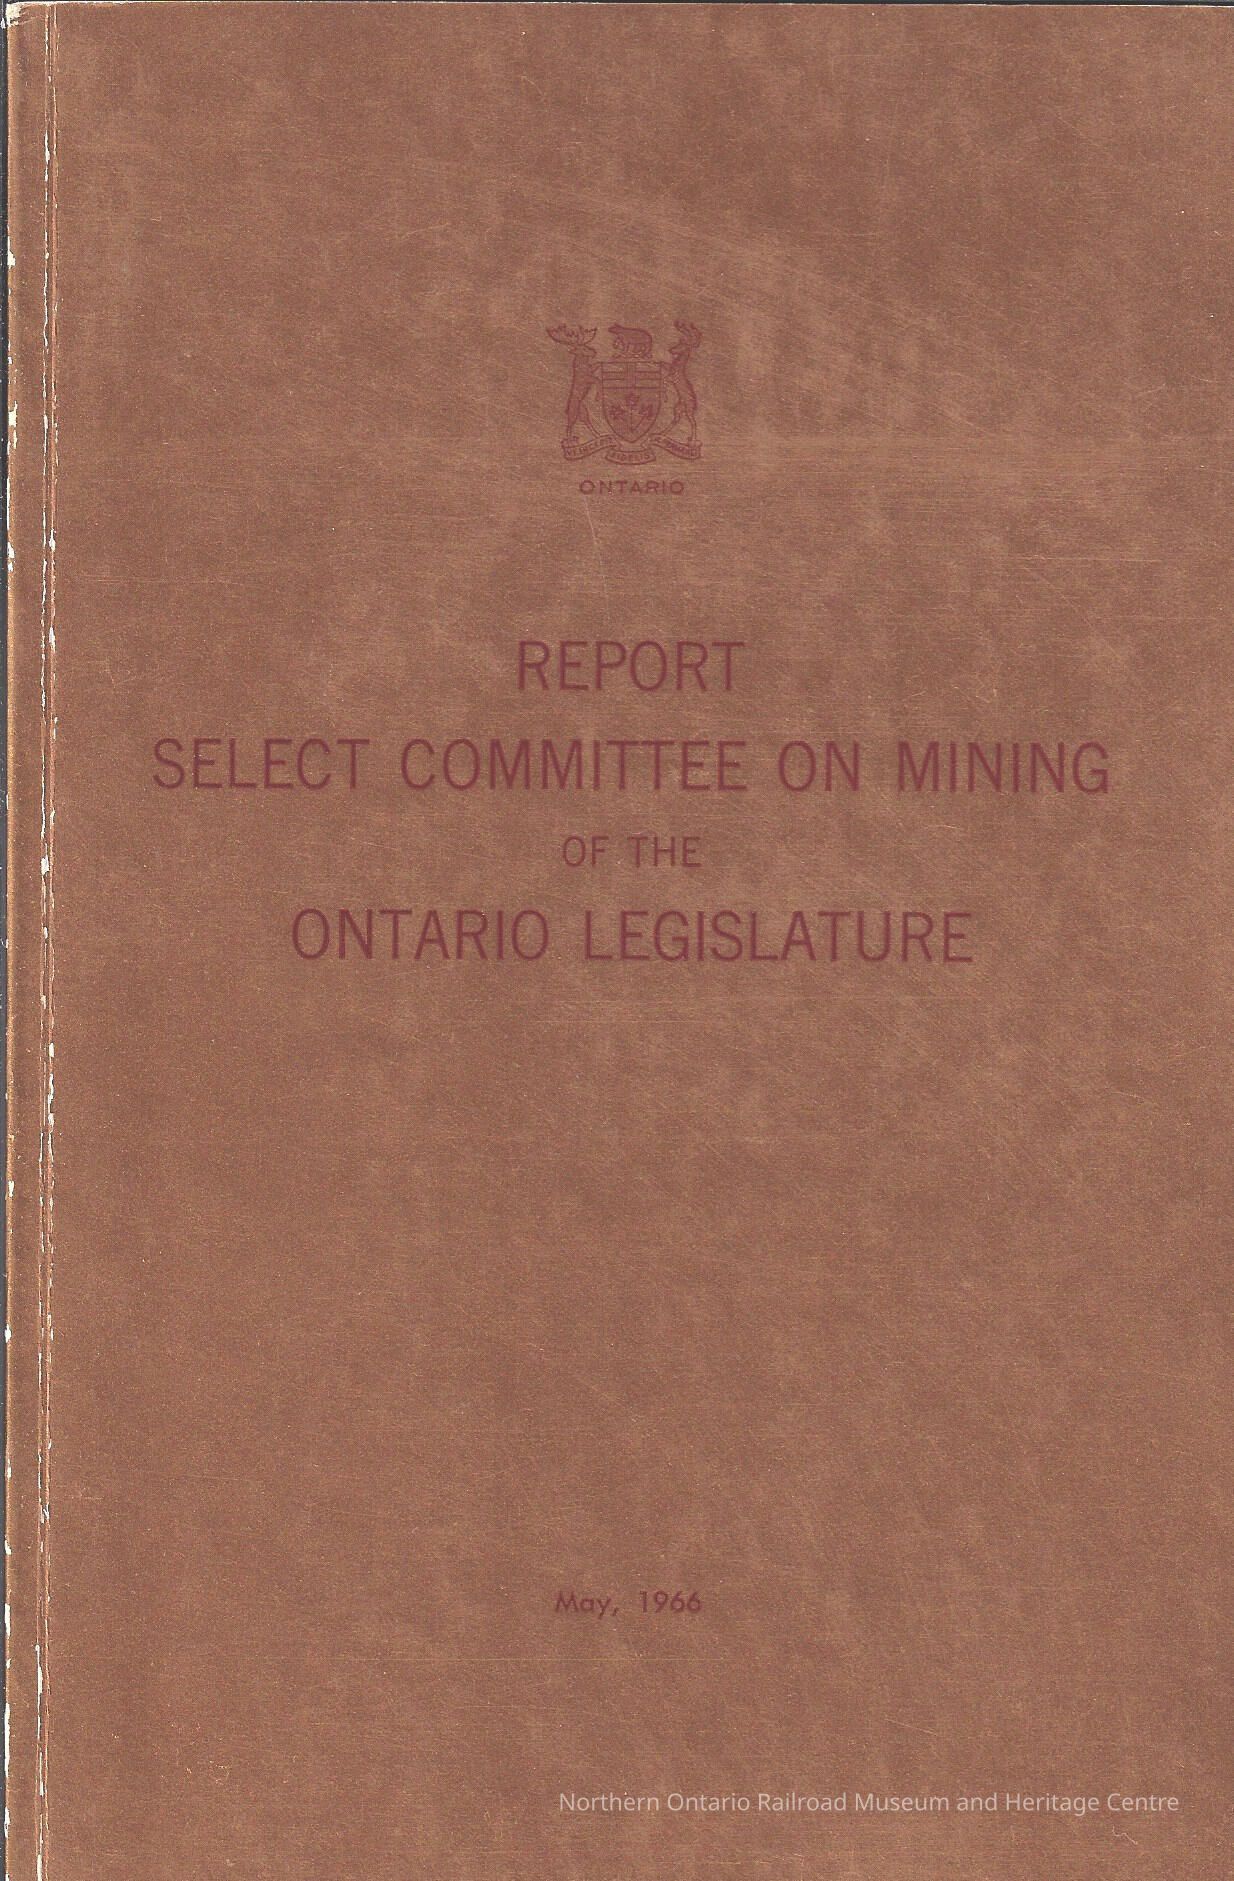 ONTARIO
REPORT
SELECT COMMITTEE ON MINING
OF THE
ONTARIO LEGISLATURE
May, 1966
Northern Ontario Railroad Museum and Heritage Centre